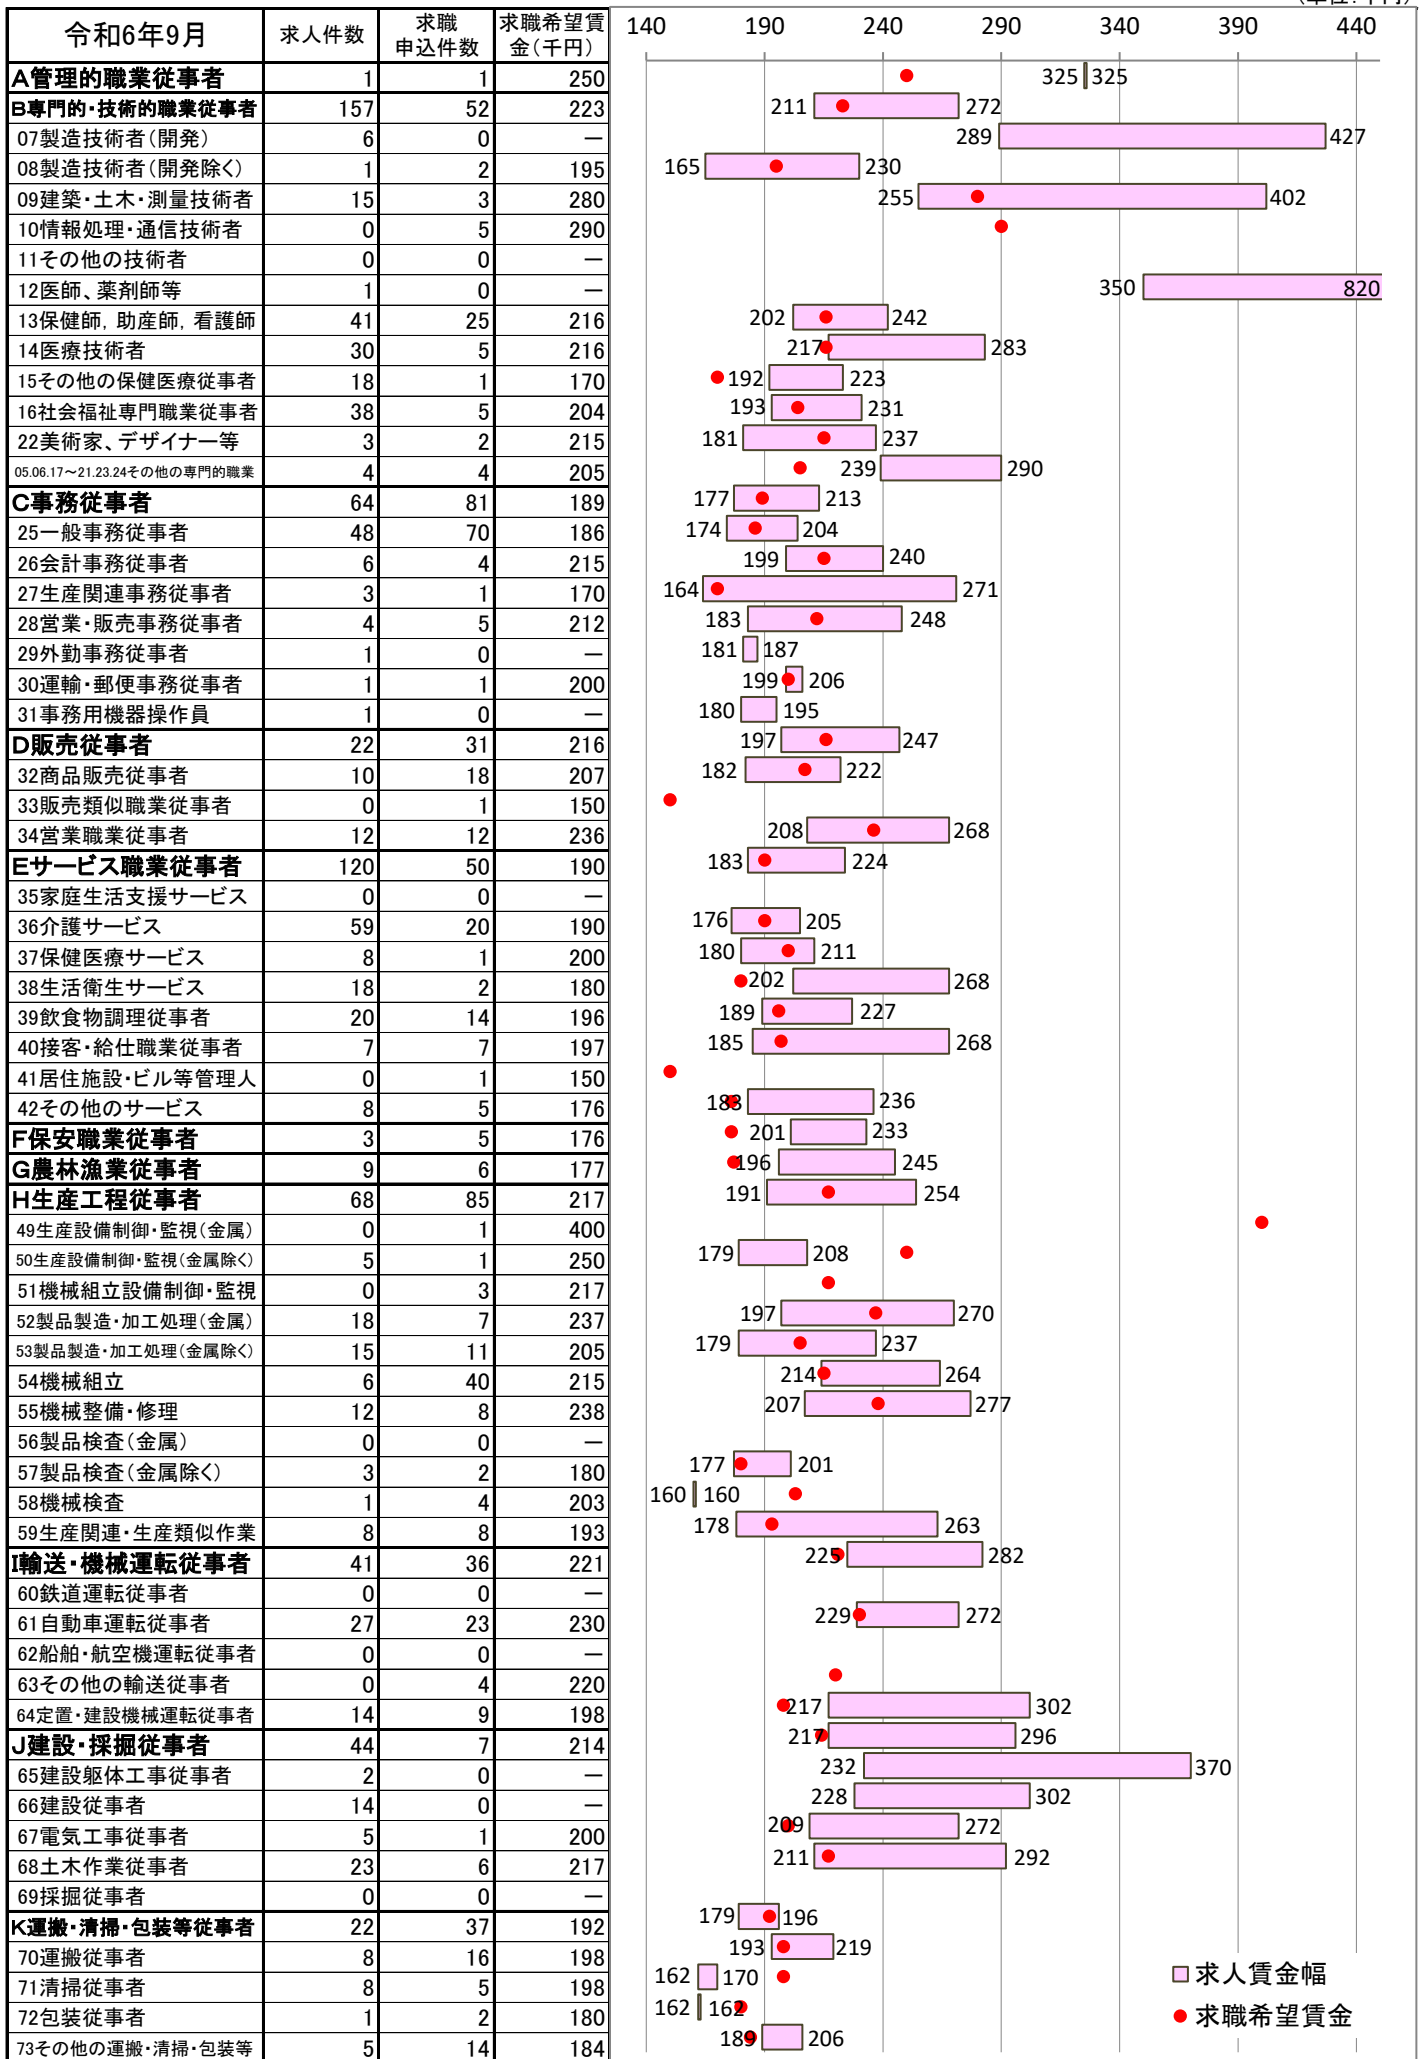 (単位:千円)
令和6年9月 求人件数 求職申込件数 求職希望賃金(千円) 140 190 240 290 340 390 440
A管理的職業従事者 1 1 250 325 325
B専門的・技術的職業従事者 157 52 223 211 272
07製造技術者(開発) 6 0 ― 289 427
08製造技術者(開発除く) 1 2 195 165 230
09建築・土木・測量技術者 15 3 280 255 402
10情報処理・通信技術者 0 5 290
11その他の技術者 0 0 ―
12医師、薬剤師等 1 0 ― 350 820
13保健師,助産師,看護師 41 25 216 202 242
14医療技術者 30 5 216 217 283
15その他の保健医療従事者 18 1 170 192 223
16社会福祉専門職業従事者 38 5 204 193 231
22美術家、デザイナー等 3 2 215 181 237
05.06.17～21.23.24その他の専門的職業 4 4 205 239 290
C事務従事者 64 81 189 177 213
25一般事務従事者 48 70 186 174 204
26会計事務従事者 6 4 215 199 240
27生産関連事務従事者 3 1 170 164 271
28営業・販売事務従事者 4 5 212 183 248
29外勤事務従事者 1 0 ― 181 187
30運輸・郵便事務従事者 1 1 200 199 206
31事務用機器操作員 1 0 ― 180 195
D販売従事者 22 31 216 197 247
32商品販売従事者 10 18 207 182 222
33販売類似職業従事者 0 1 150
34営業職業従事者 12 12 236 208 268
Eサービス職業従事者 120 50 190 183 224
35家庭生活支援サービス 0 0 ―
36介護サービス 59 20 190 176 205
37保健医療サービス 8 1 200 180 211
38生活衛生サービス 18 2 180 202 268
39飲食物調理従事者 20 14 196 189 227
40接客・給仕職業従事者 7 7 197 185 268
41居住施設・ビル等管理人 0 1 150
42その他のサービス 8 5 176 183 236
F保安職業従事者 3 5 176 201 233
G農林漁業従事者 9 6 177 196 245
H生産工程従事者 68 85 217 191 254
49生産設備制御・監視(金属) 0 1 400
50生産設備制御・監視(金属除く) 5 1 250 179 208
51機械組立設備制御・監視 0 3 217
52製品製造・加工処理(金属) 18 7 237 197 270
53製品製造・加工処理(金属除く) 15 11 205 179 237
54機械組立 6 40 215 214 264
55機械整備・修理 12 8 238 207 277
56製品検査(金属) 0 0 ―
57製品検査(金属除く) 3 2 180 177 201
58機械検査 1 4 203 160 160
59生産関連・生産類似作業 8 8 193 178 263
I輸送・機械運転従事者 41 36 221 225 282
60鉄道運転従事者 0 0 ―
61自動車運転従事者 27 23 230 229 272
62船舶・航空機運転従事者 0 0 ―
63その他の輸送従事者 0 4 220
64定置・建設機械運転従事者 14 9 198 217 302
J建設・採掘従事者 44 7 214 217 296
65建設躯体工事従事者 2 0 ― 232 370
66建設従事者 14 0 ― 228 302
67電気工事従事者 5 1 200 209 272
68土木作業従事者 23 6 217 211 292
69採掘従事者 0 0 ―
K運搬・清掃・包装等従事者 22 37 192 179 196
70運搬従事者 8 16 198 193 219
71清掃従事者 8 5 198 162 170 求人賃金幅
72包装従事者 1 2 180 162 162 求職希望賃金
73その他の運搬・清掃・包装等 5 14 184 189 206